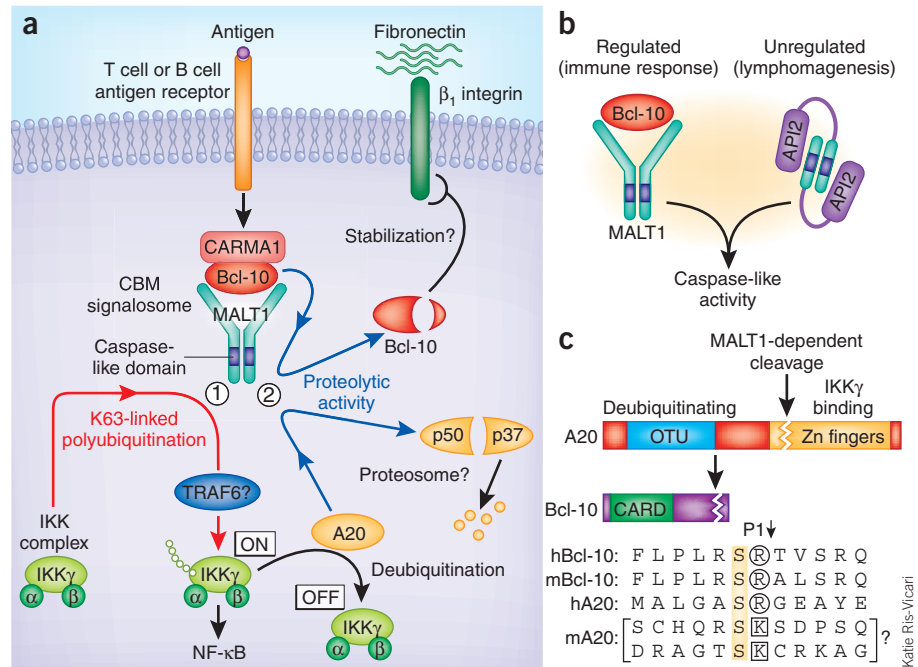 a
Antigen
T cell or B cell
antigen receptor
Fibronectin
β1 integrin
CARMA1
Bcl-10
CBM
signalosome
MALT1
Caspase-
like domain
1
2
Stabilization?
Bcl-10
Proteolytic
activity
K63-linked
polyubiquitination
p50
p37
Proteosome?
TRAF6?
A20
IKK
complex
IKKγ
α
β
ON
IKKγ
α
β
Deubiquitination
OFF
IKKγ
α
β
NF-κB
b
Regulated
(immune response)
Unregulated
(lymphomagenesis)
Bcl-10
MALT1
API2
API2
Caspase-like
activity
c
MALT1-dependent
cleavage
Deubiquitinating
IKKγ
binding
A20
OTU
Zn fingers
Bcl-10
CARD
P1
hBcl-10: F L P L R S R T V S R Q
mBcl-10: F L P L R S R A L S R Q
hA20: M A L G A S R G E A Y E
mA20: S C H Q R S K S D P S Q
D R A G T S K C R K A G ?
Katie Ris-Vicari